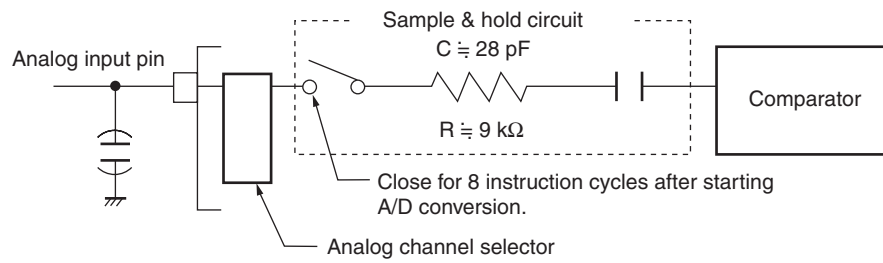 Sample & hold circuit
Analog input pin
C ≒ 28 pF
Comparator
R ≒ 9 kΩ
Close for 8 instruction cycles after starting
A/D conversion.
Analog channel selector